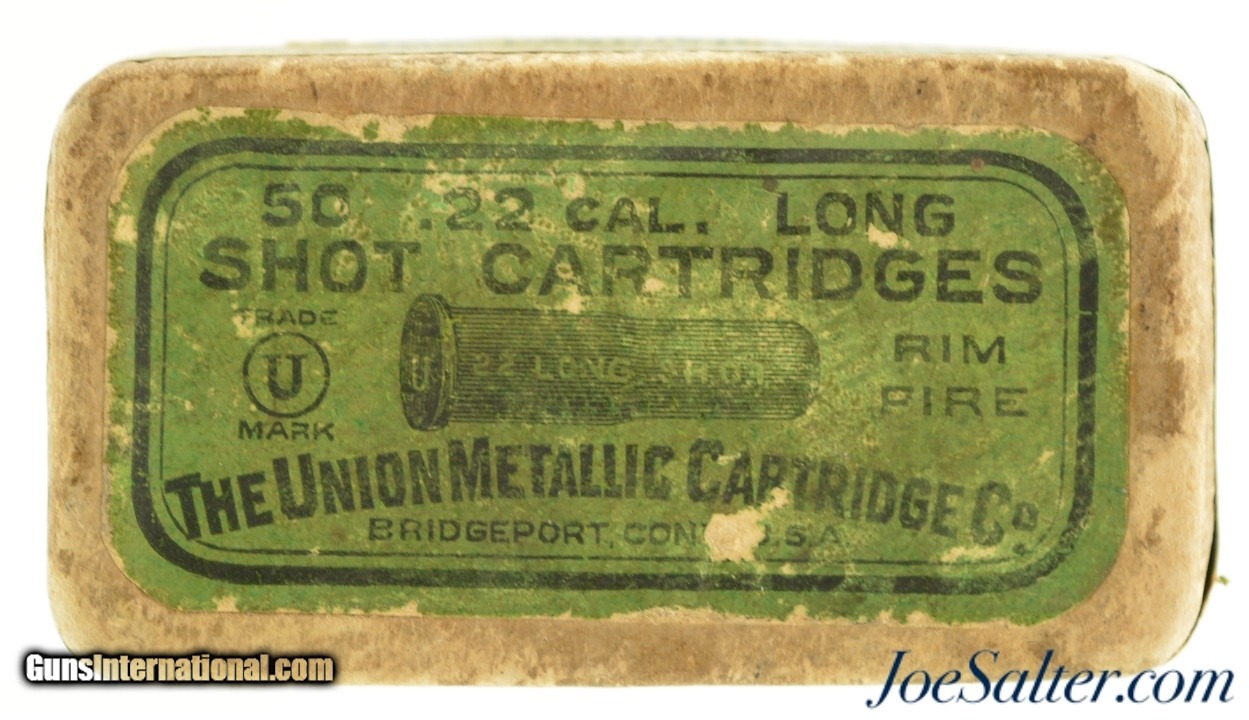 50 .22 CAL. LONG
SHOT CARTRIDGES
TRADE
U
MARK
U
22 LONG SHOT
RIM
FIRE
THE UNION METALLIC CARTRIDGE Co.
BRIDGEPORT, CONN. U.S.A.
GunsInternational.com
JoeSalter.com